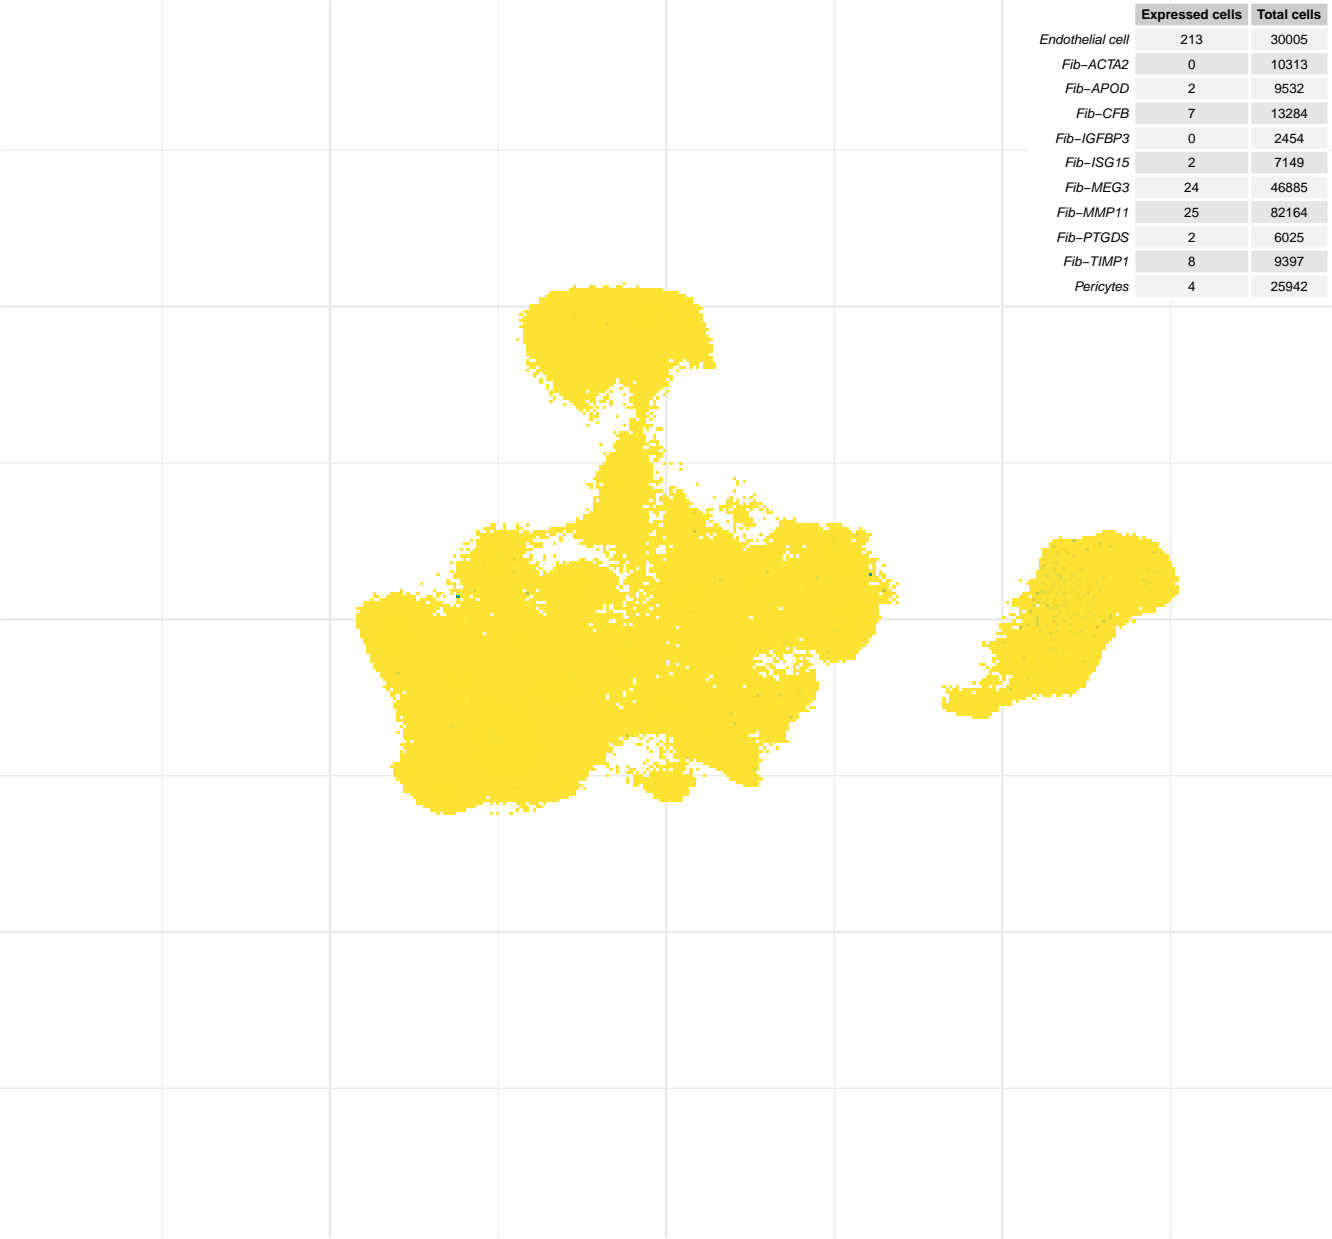 Expressed cells Total cells
Endothelial cell 213 30005
Fib−ACTA2 0 10313
Fib−APOD 2 9532
Fib−CFB 7 13284
Fib−IGFBP3 0 2454
Fib−ISG15 2 7149
Fib−MEG3 24 46885
Fib−MMP11 25 82164
Fib−PTGDS 2 6025
Fib−TIMP1 8 9397
Pericytes 4 25942